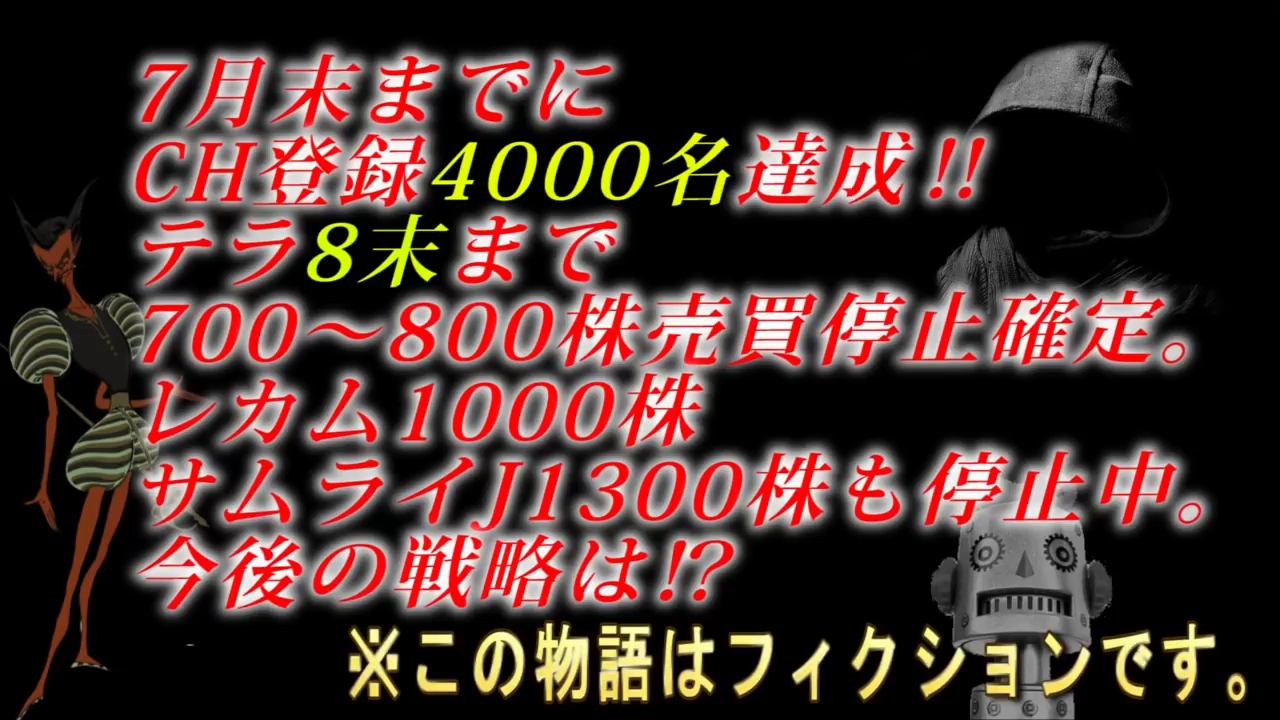 7月末までに
CH登録4000名達成!!
テラ8末まで
700～800株売買停止確定。
レカム1000株
サムライJ1300株も停止中。
今後の戦略は!?
※この物語はフィクションです。